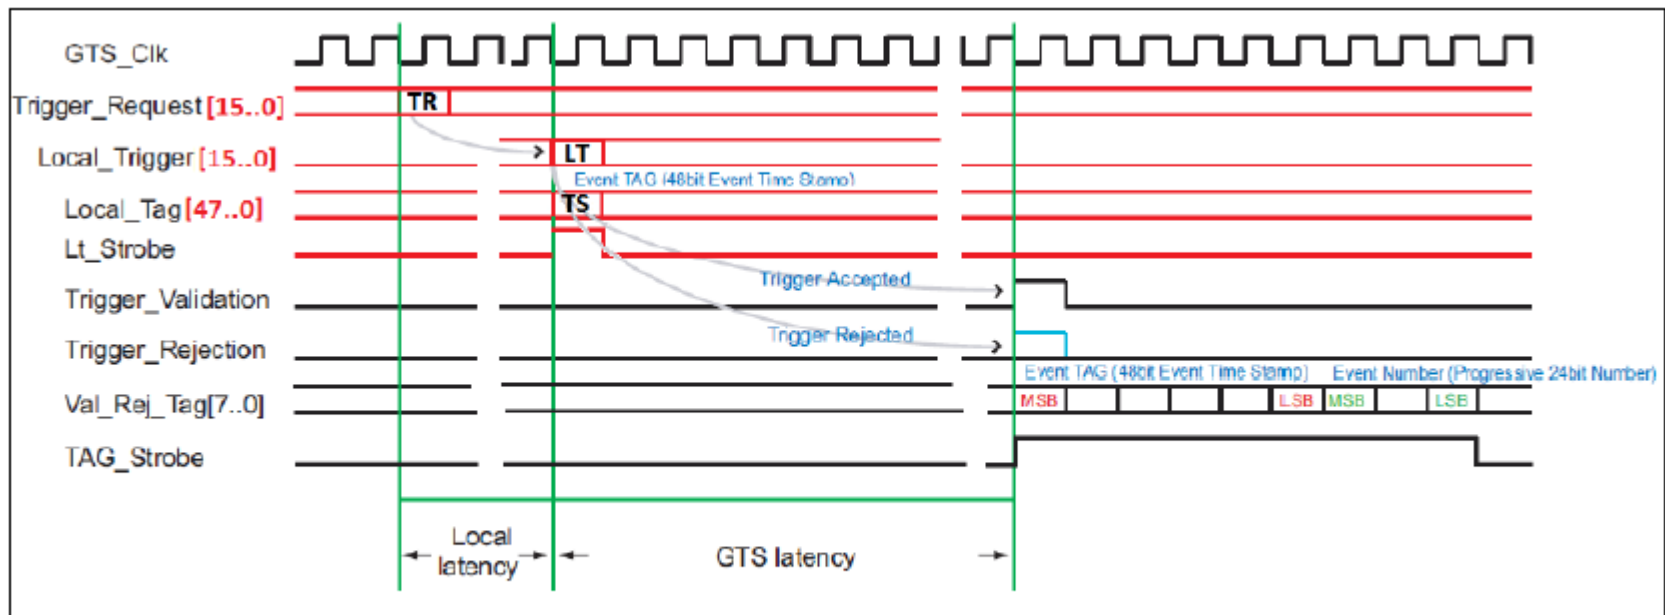 GTS_Clk
Trigger_Request [15..0]
TR
Local_Trigger [15..0]
LT
Event TAG (48bit Event Time Stamp)
Local_Tag [47..0]
TS
Lt_Strobe
Trigger Accepted
Trigger_Validation
Trigger Rejected
Trigger_Rejection
Event TAG (48bit Event Time Stamp) Event Number (Progressive 24bit Number)
Val_Rej_Tag[7..0]
MSB LSB MSB LSB
TAG_Strobe
Local
latency
GTS latency